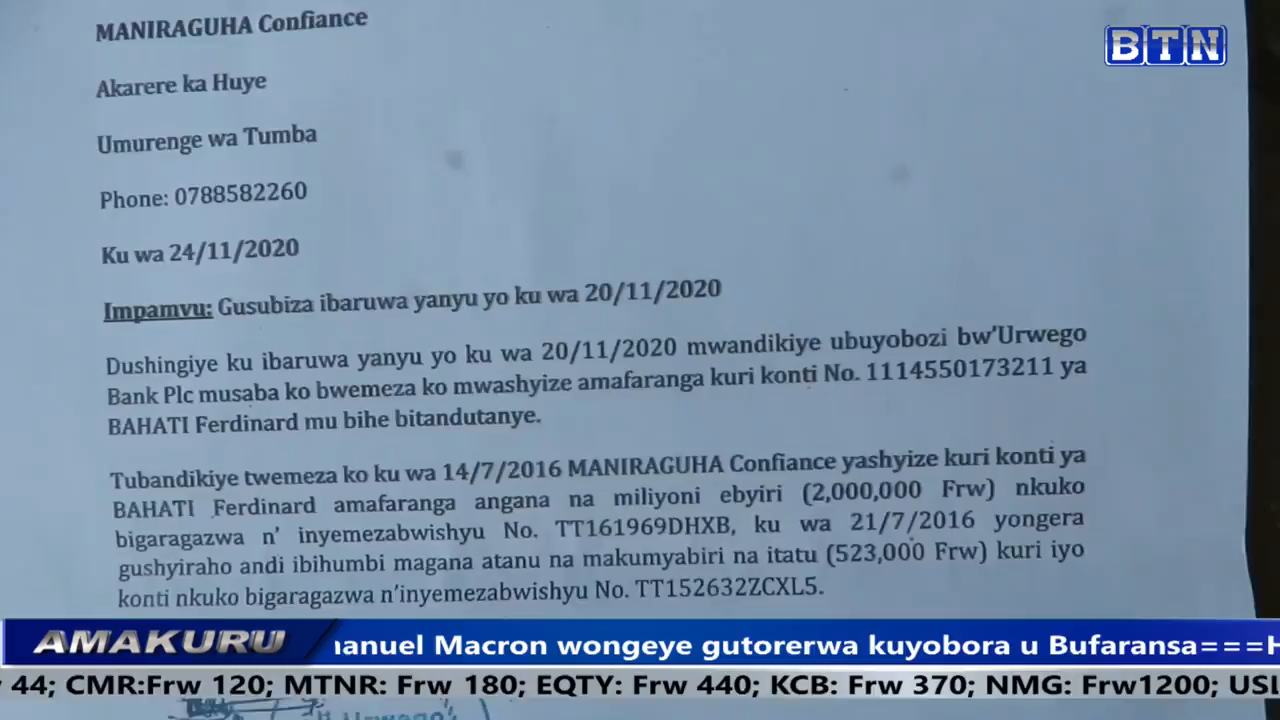 MANIRAGUHA Confiance
BTN
Akarere ka Huye
Umurenge wa Tumba
Phone: 0788582260
Ku wa 24/11/2020
Impamvu: Gusubiza ibaruwa yanyu yo ku wa 20/11/2020
Dushingiye ku ibaruwa yanyu yo ku wa 20/11/2020 mwandikiye ubuyobozi bw'Urwego
Bank Plc musaba ko bwemeza ko mwashyize amafaranga kuri konti No. 1114550173211 ya
BAHATI Ferdinard mu bihe bitandutanye.
Tubandikiye twemeza ko ku wa 14/7/2016 MANIRAGUHA Confiance yashyize kuri konti ya
BAHATI Ferdinard amafaranga angana na miliyoni ebyiri (2,000,000 Frw) nkuko
bigaragazwa n' inyemezabwishyu No. TT161969DHXB, ku wa 21/7/2016 yongera
gushyiraho andi ibihumbi magana atanu na makumyabiri na itatu (523,000 Frw) kuri iyo
konti nkuko bigaragazwa n'inyemezabwishyu No. TT152632ZCXL5.
AMAKURU
anuel Macron wongeye gutorerwa kuyobora u Bufaransa===H
44; CMR:Frw 120; MTNR: Frw 180; EQTY: Frw 440; KCB: Frw 370; NMG: Frw1200; USL